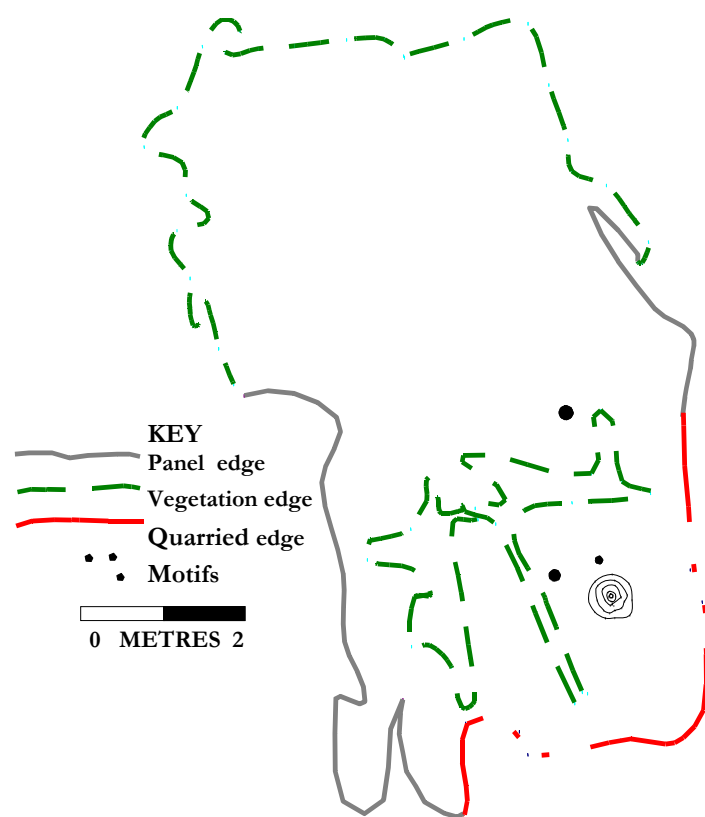 KEY
Panel edge
Vegetation edge
Quarried edge
Motifs
0 METRES 2